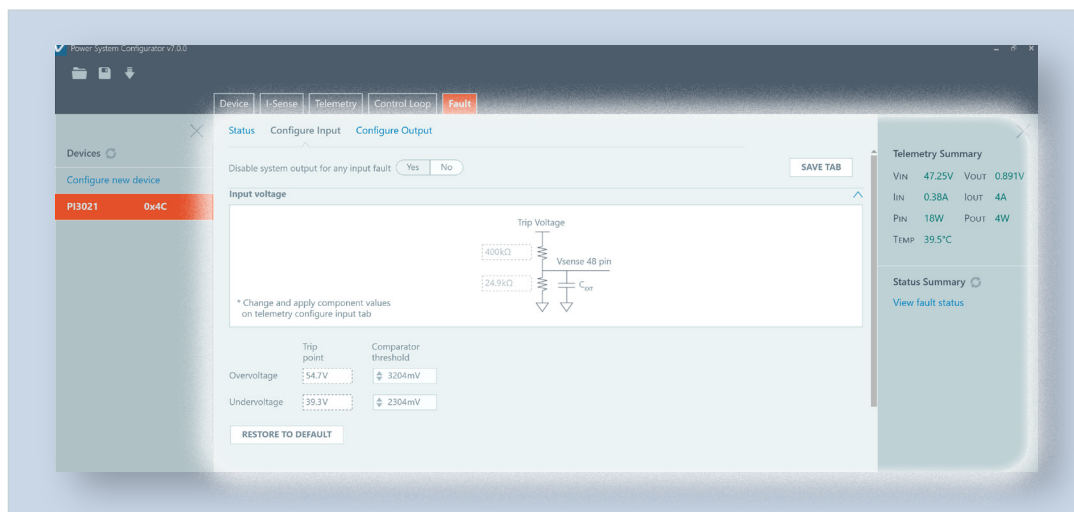 Power System Configurator v7.0.0
Device I-Sense Telemetry Control Loop Fault
Devices
Configure new device
PI3021 0x4C
Status Configure Input Configure Output
Disable system output for any input fault Yes No
SAVE TAB
Input voltage
Trip Voltage
400kΩ
Vsense 48 pin
24.9kΩ
CEXT
* Change and apply component values
on telemetry configure input tab
Trip point
Comparator threshold
Overvoltage 54.7V 3204mV
Undervoltage 39.3V 2304mV
RESTORE TO DEFAULT
Telemetry Summary
VIN 47.25V VOUT 0.891V
IIN 0.38A IOUT 4A
PIN 18W POUT 4W
TEMP 39.5°C
Status Summary
View fault status